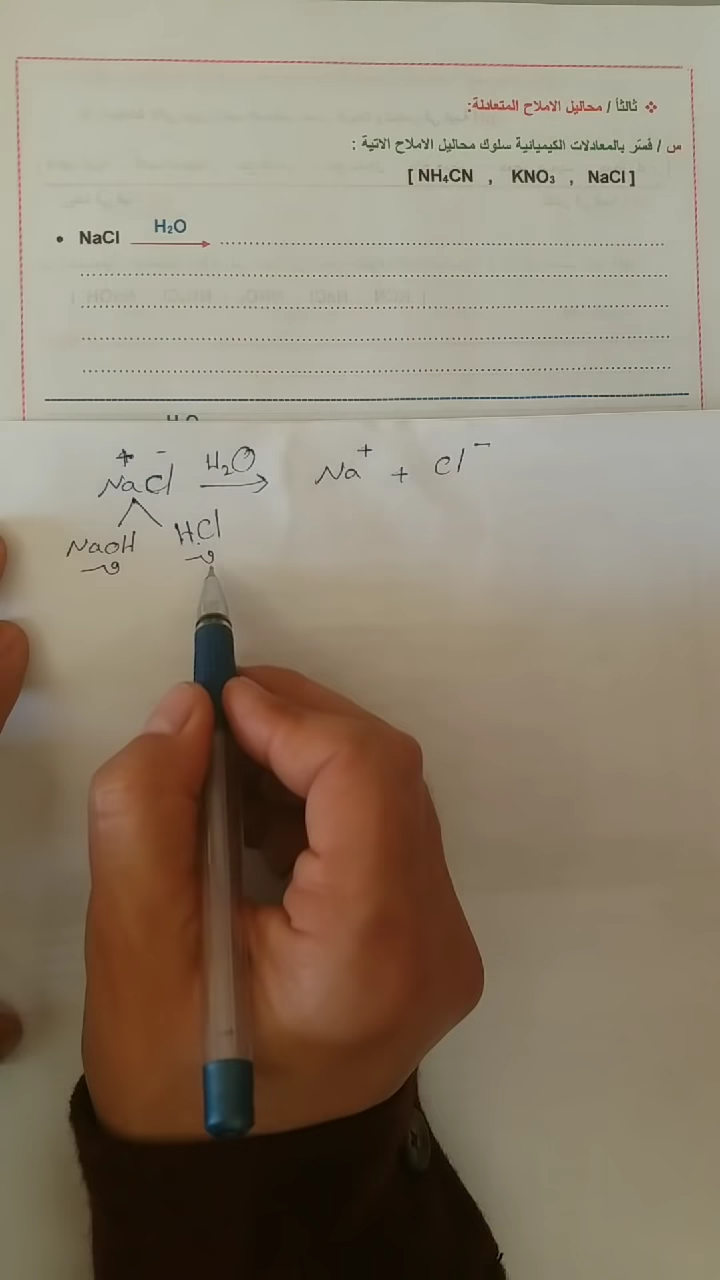 ❖ ثالثاً / محاليل الاملاح المتعادلة:
س / فسّر بالمعادلات الكيميائية سلوك محاليل الاملاح الاتية :
[ NH₄CN , KNO₃ , NaCl ]
• NaCl H₂O → ........................
H₂O
NaCl + - H₂O → Na⁺ + Cl⁻
NaOH HCl
ق ق